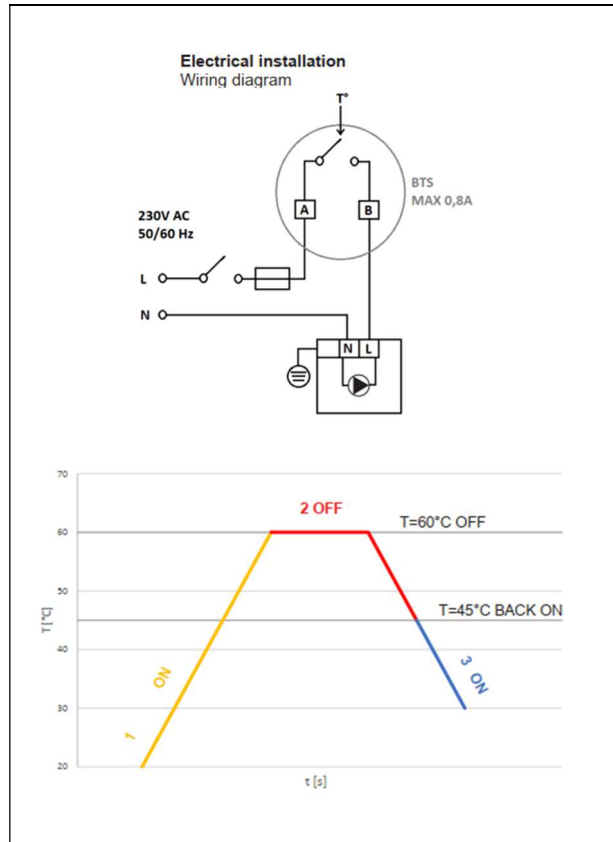 Electrical installation
Wiring diagram
T°
BTS
MAX 0,8A
A
B
230V AC
50/60 Hz
L
N
N L
70
2 OFF
T=60°C OFF
60
50
T=45°C BACK ON
T [°C]
40
1 ON
3 ON
30
20
t [s]